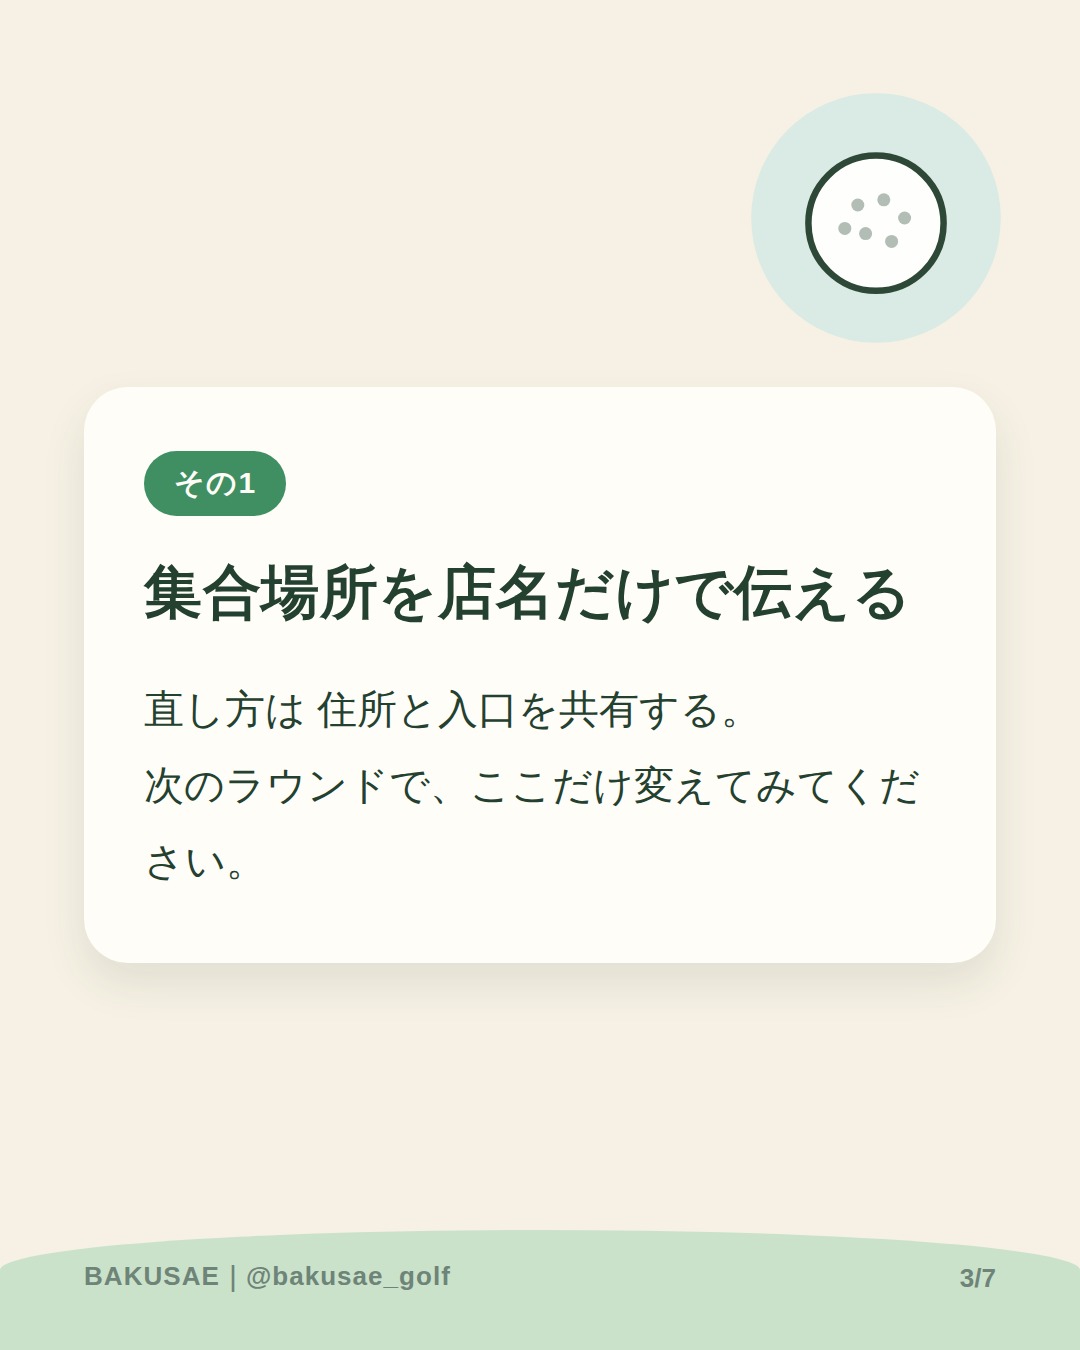 その1
集合場所を店名だけで伝える
直し方は 住所と入口を共有する。
次のラウンドで、ここだけ変えてみてくだ
さい。
BAKUSAE | @bakusae_golf
3/7